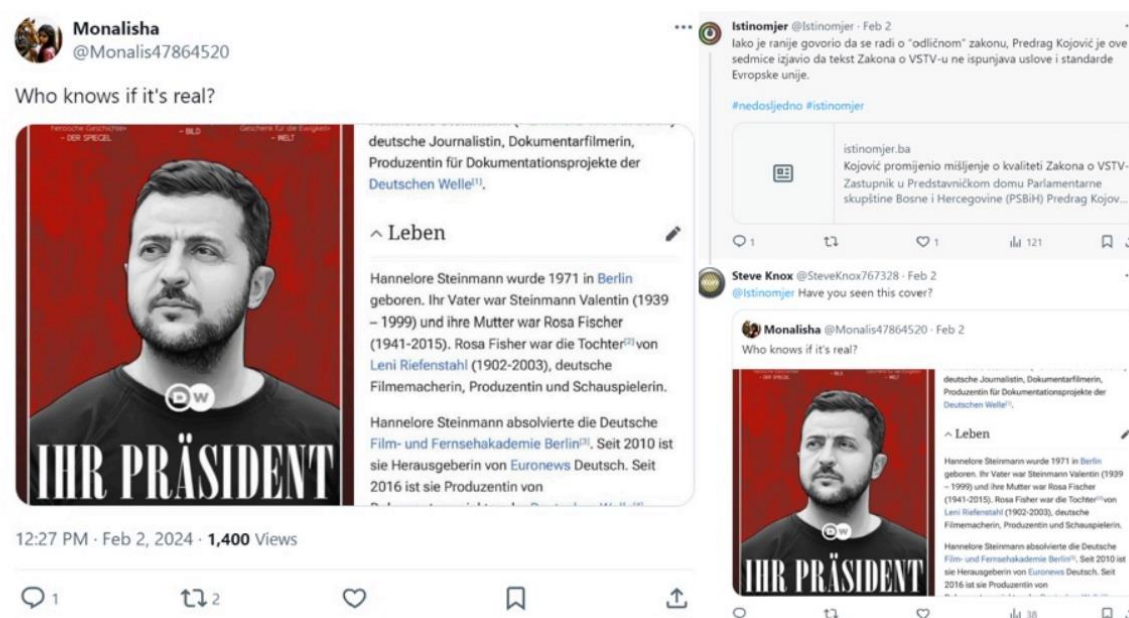 Monalisha
@Monalis47864520
Who knows if it's real?
heroische Geschichte»
– DER SPIEGEL
– BILD
Geschenk für die Ewigkeit»
– WELT
DW
IHR PRÄSIDENT
deutsche Journalistin, Dokumentarfilmerin,
Produzentin für Dokumentationsprojekte der
Deutschen Welle[1].
Leben
Hannelore Steinmann wurde 1971 in Berlin
geboren. Ihr Vater war Steinmann Valentin (1939
– 1999) und ihre Mutter war Rosa Fischer
(1941-2015). Rosa Fisher war die Tochter[2] von
Leni Riefenstahl (1902-2003), deutsche
Filmemacherin, Produzentin und Schauspielerin.
Hannelore Steinmann absolvierte die Deutsche
Film- und Fernsehakademie Berlin[3]. Seit 2010 ist
sie Herausgeberin von Euronews Deutsch. Seit
2016 ist sie Produzentin von
12:27 PM · Feb 2, 2024 · 1,400 Views
1
2
Istinomjer @Istinomjer · Feb 2
Iako je ranije govorio da se radi o "odličnom" zakonu, Predrag Kojović je ove
sedmice izjavio da tekst Zakona o VSTV-u ne ispunjava uslove i standarde
Evropske unije.
#nedosljedno #istinomjer
istinomjer.ba
Kojović promijenio mišljenje o kvaliteti Zakona o VSTV-
Zastupnik u Predstavničkom domu Parlamentarne
skupštine Bosne i Hercegovine (PSBiH) Predrag Kojov...
1
1
121
Steve Knox @SteveKnox767328 · Feb 2
@Istinomjer Have you seen this cover?
Monalisha @Monalis47864520 · Feb 2
Who knows if it's real?
– DER SPIEGEL
– BILD
– WELT
DW
IHR PRÄSIDENT
deutsche Journalistin, Dokumentarfilmerin,
Produzentin für Dokumentationsprojekte der
Deutschen Welle[1].
Leben
Hannelore Steinmann wurde 1971 in Berlin
geboren. Ihr Vater war Steinmann Valentin (1939
– 1999) und ihre Mutter war Rosa Fischer
(1941-2015). Rosa Fisher war die Tochter[2] von
Leni Riefenstahl (1902-2003), deutsche
Filmemacherin, Produzentin und Schauspielerin.
Hannelore Steinmann absolvierte die Deutsche
Film- und Fernsehakademie Berlin[3]. Seit 2010 ist
sie Herausgeberin von Euronews Deutsch. Seit
2016 ist sie Produzentin von
38